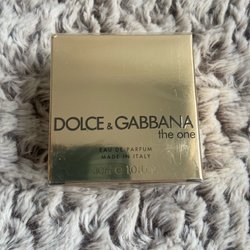 DOLCE & GABBANA
the one
EAU DE PARFUM
MADE IN ITALY